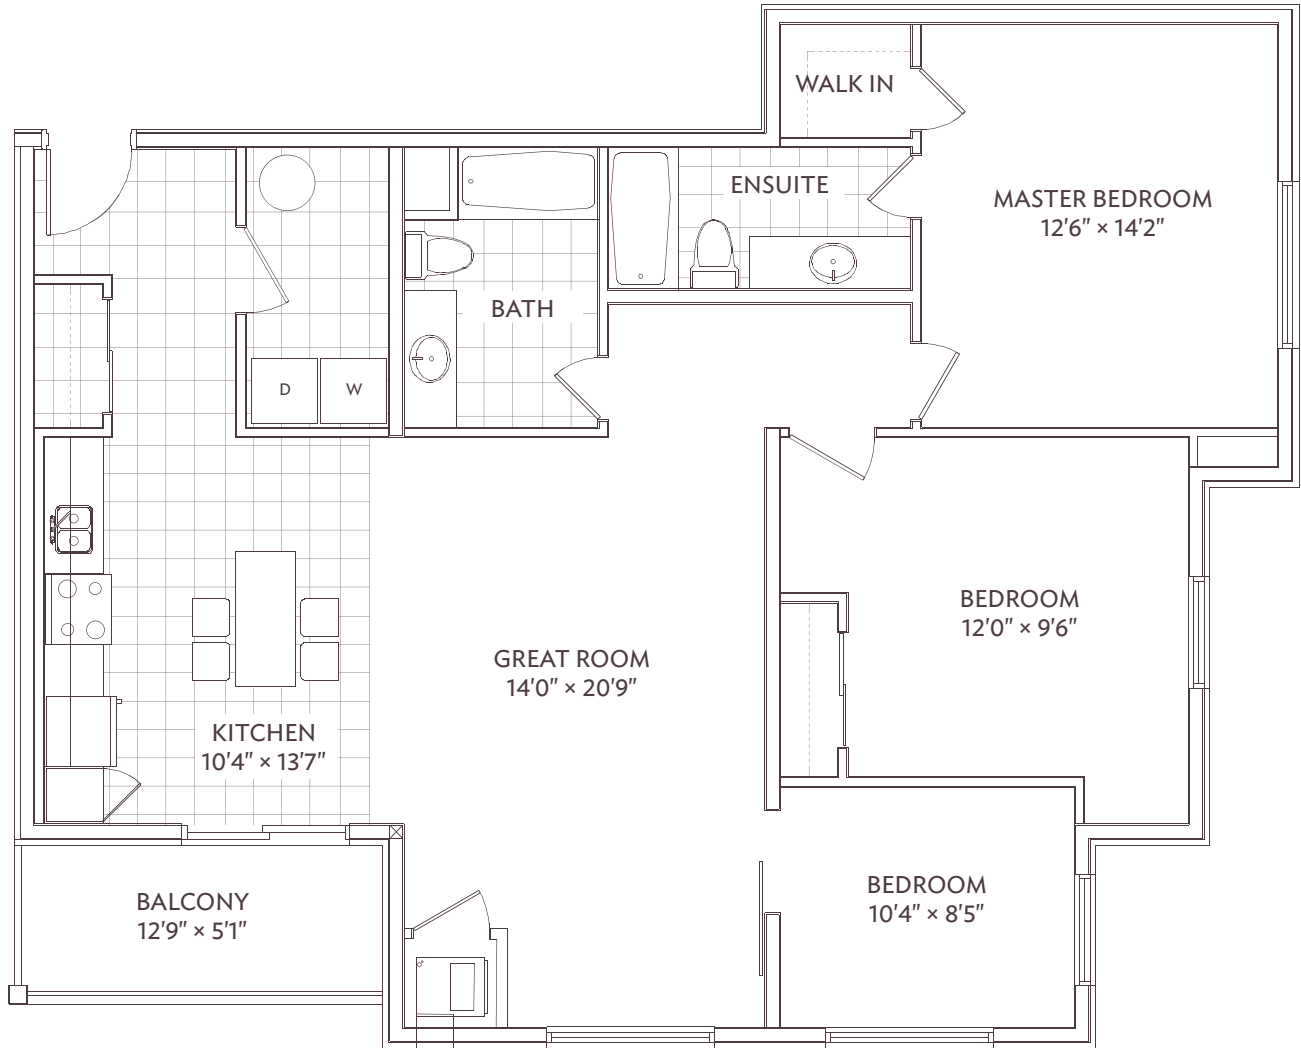 WALK IN
ENSUITE
MASTER BEDROOM
12'6" × 14'2"
BATH
D
W
BEDROOM
12'0" × 9'6"
GREAT ROOM
14'0" × 20'9"
KITCHEN
10'4" × 13'7"
BEDROOM
10'4" × 8'5"
BALCONY
12'9" × 5'1"